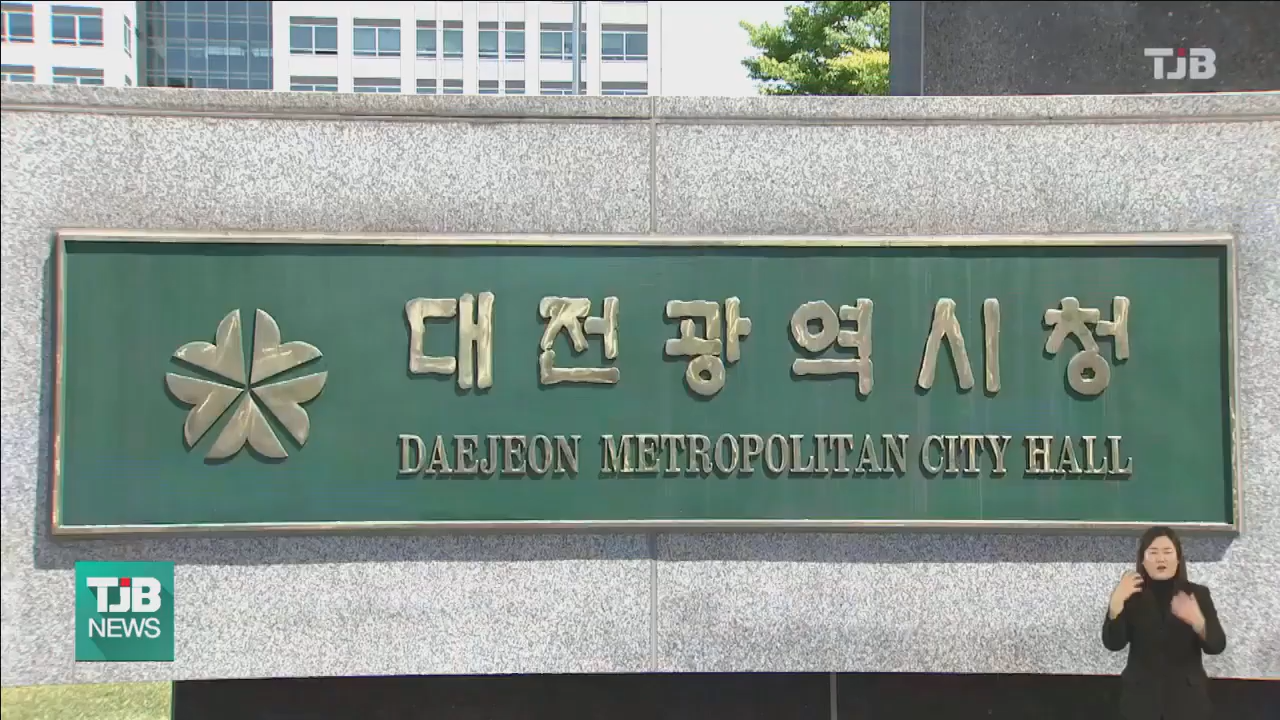 TJB
대전광역시청
DAEJEON METROPOLITAN CITY HALL
TJB
NEWS